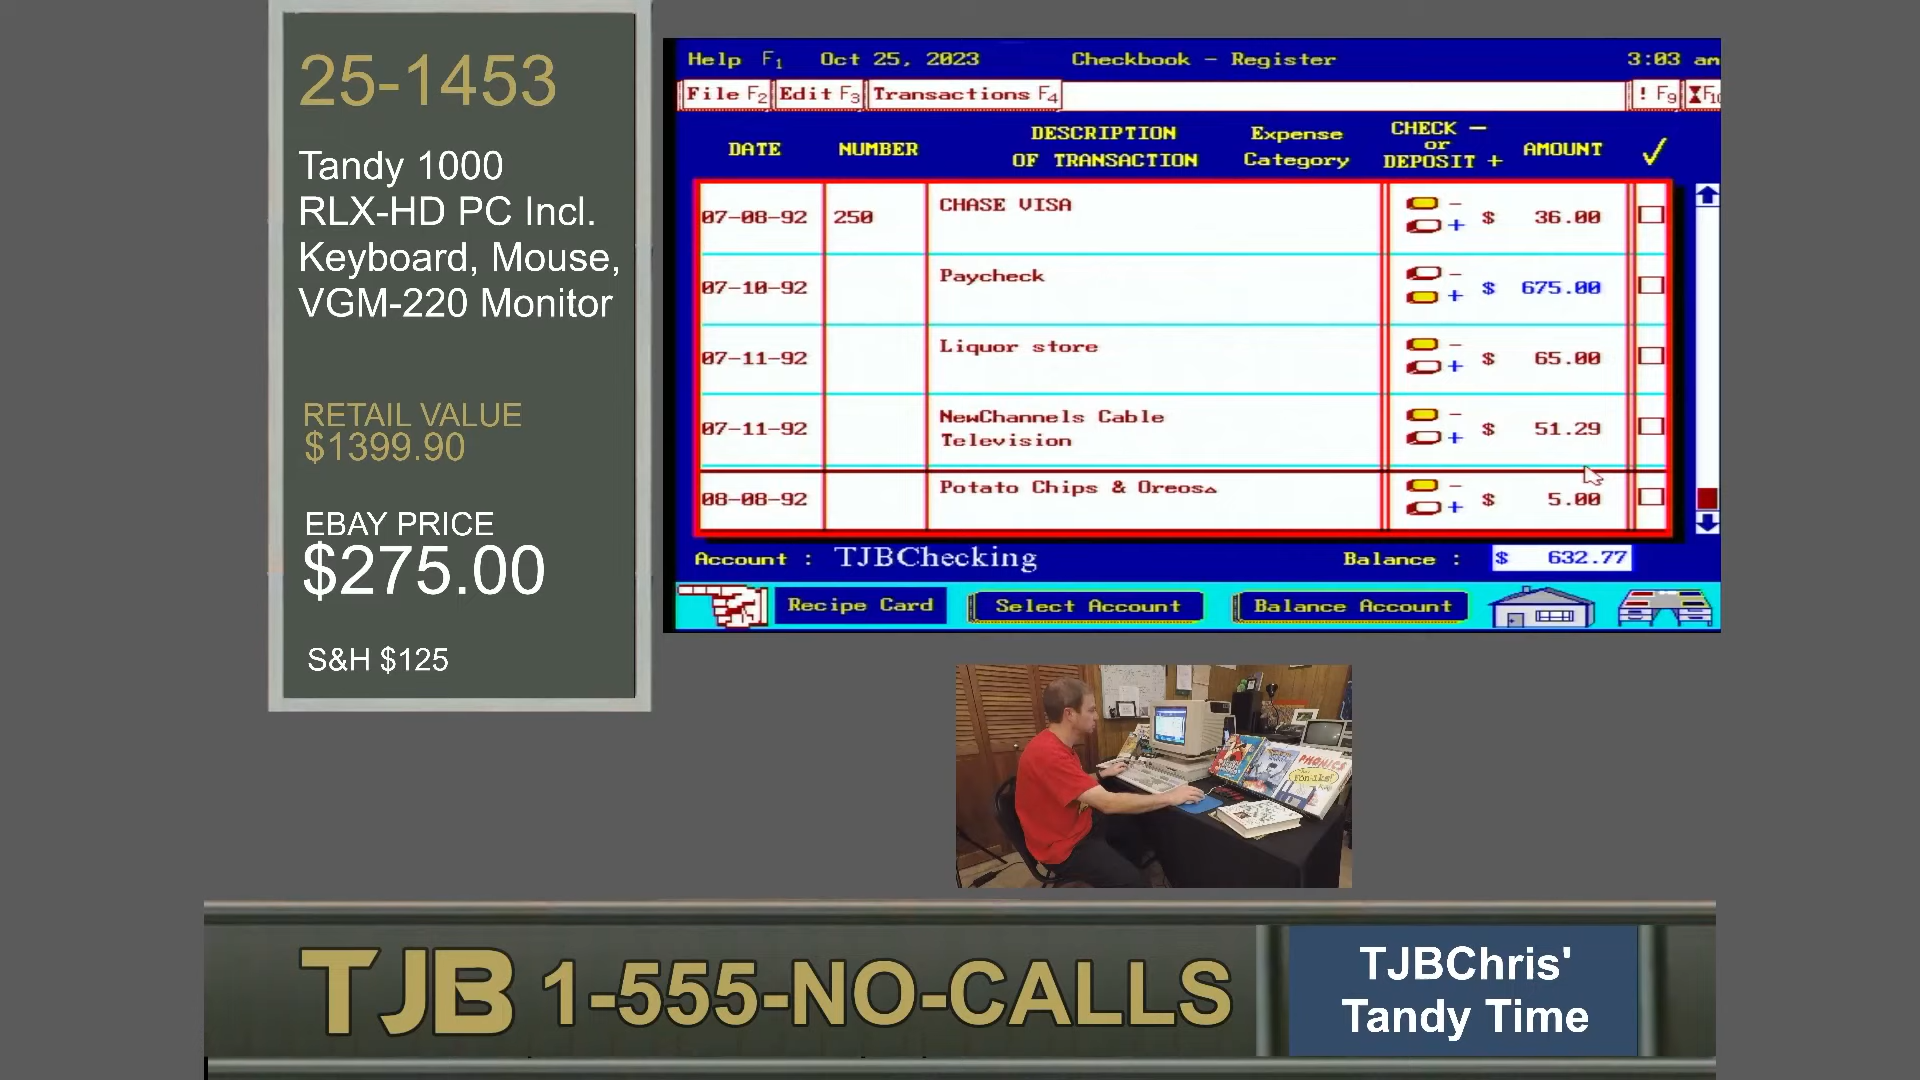 25-1453
Tandy 1000
RLX-HD PC Incl.
Keyboard, Mouse,
VGM-220 Monitor
RETAIL VALUE
$1399.90
EBAY PRICE
$275.00
S&H $125
Help F1 Oct 25, 2023 Checkbook - Register 3:03 am
File F2 Edit F3 Transactions F4 ! F9 F10
DATE NUMBER DESCRIPTION OF TRANSACTION Expense Category CHECK - or DEPOSIT + AMOUNT ✓
07-08-92 250 CHASE VISA - + $ 36.00
07-10-92 Paycheck - + $ 675.00
07-11-92 Liquor store - + $ 65.00
07-11-92 NewChannels Cable Television - + $ 51.29
08-08-92 Potato Chips & Oreos - + $ 5.00
Account : TJBChecking Balance : $ 632.77
Recipe Card Select Account Balance Account
PHONICS
TJB 1-555-NO-CALLS
TJBChris'
Tandy Time